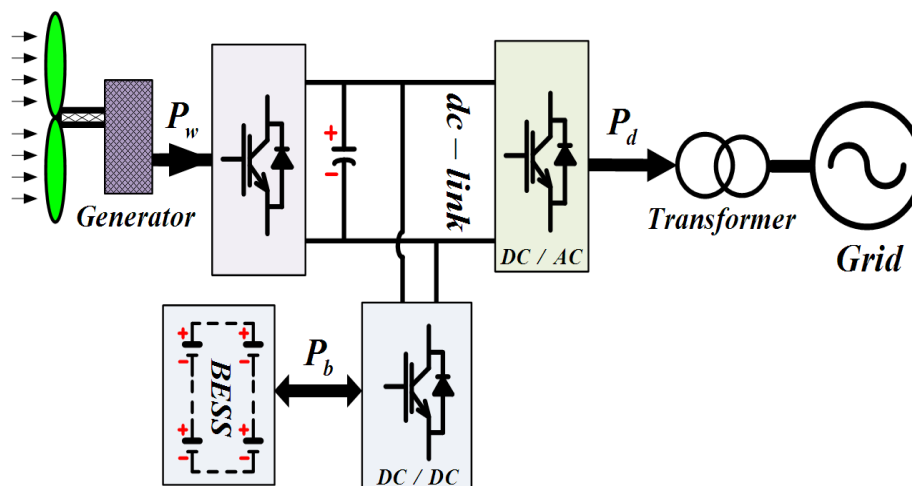 P_w
Generator
+
-
dc - link
DC / AC
P_d
Transformer
Grid
+ +
- -
BESS
+ +
- -
P_b
DC / DC